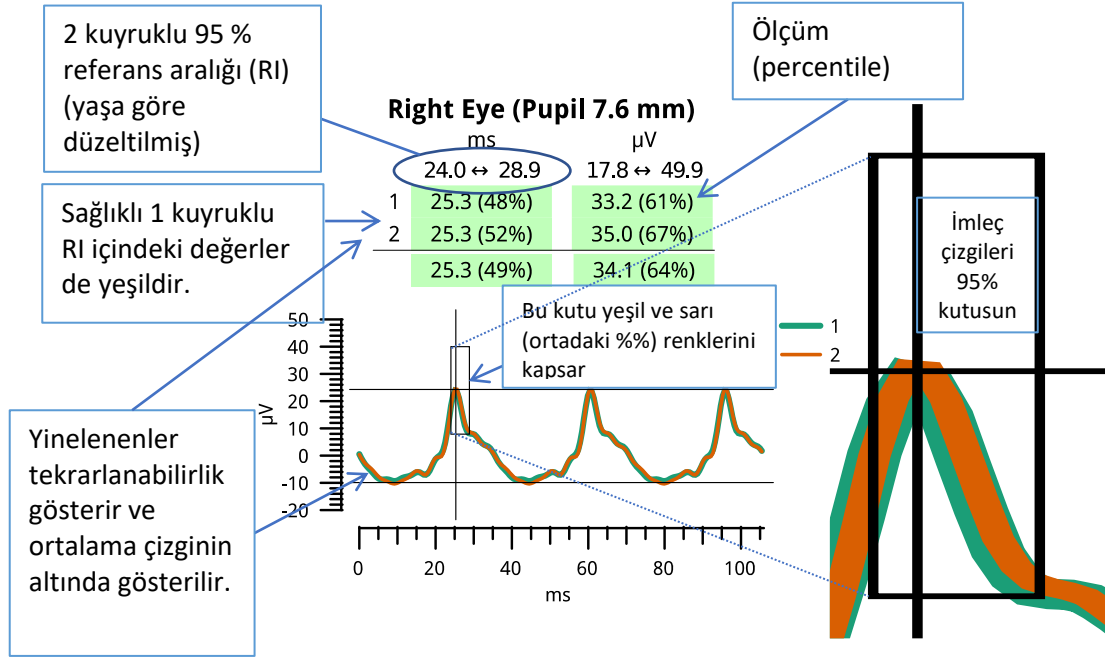 2 kuyruklu 95 %
referans aralığı (RI)
(yaşa göre
düzeltilmiş)
Ölçüm
(percentile)
Right Eye (Pupil 7.6 mm)
ms µV
24.0 ↔ 28.9 17.8 ↔ 49.9
1 25.3 (48%) 33.2 (61%)
2 25.3 (52%) 35.0 (67%)
25.3 (49%) 34.1 (64%)
Sağlıklı 1 kuyruklu
RI içindeki değerler
de yeşildir.
İmleç
çizgileri
95%
kutusun
Bu kutu yeşil ve sarı
(ortadaki %%) renklerini
kapsar
1
2
Yinelenenler
tekrarlanabilirlik
gösterir ve
ortalama çizginin
altında gösterilir.
µV
50
40
30
20
10
0
-10
-20
0 20 40 60 80 100
ms